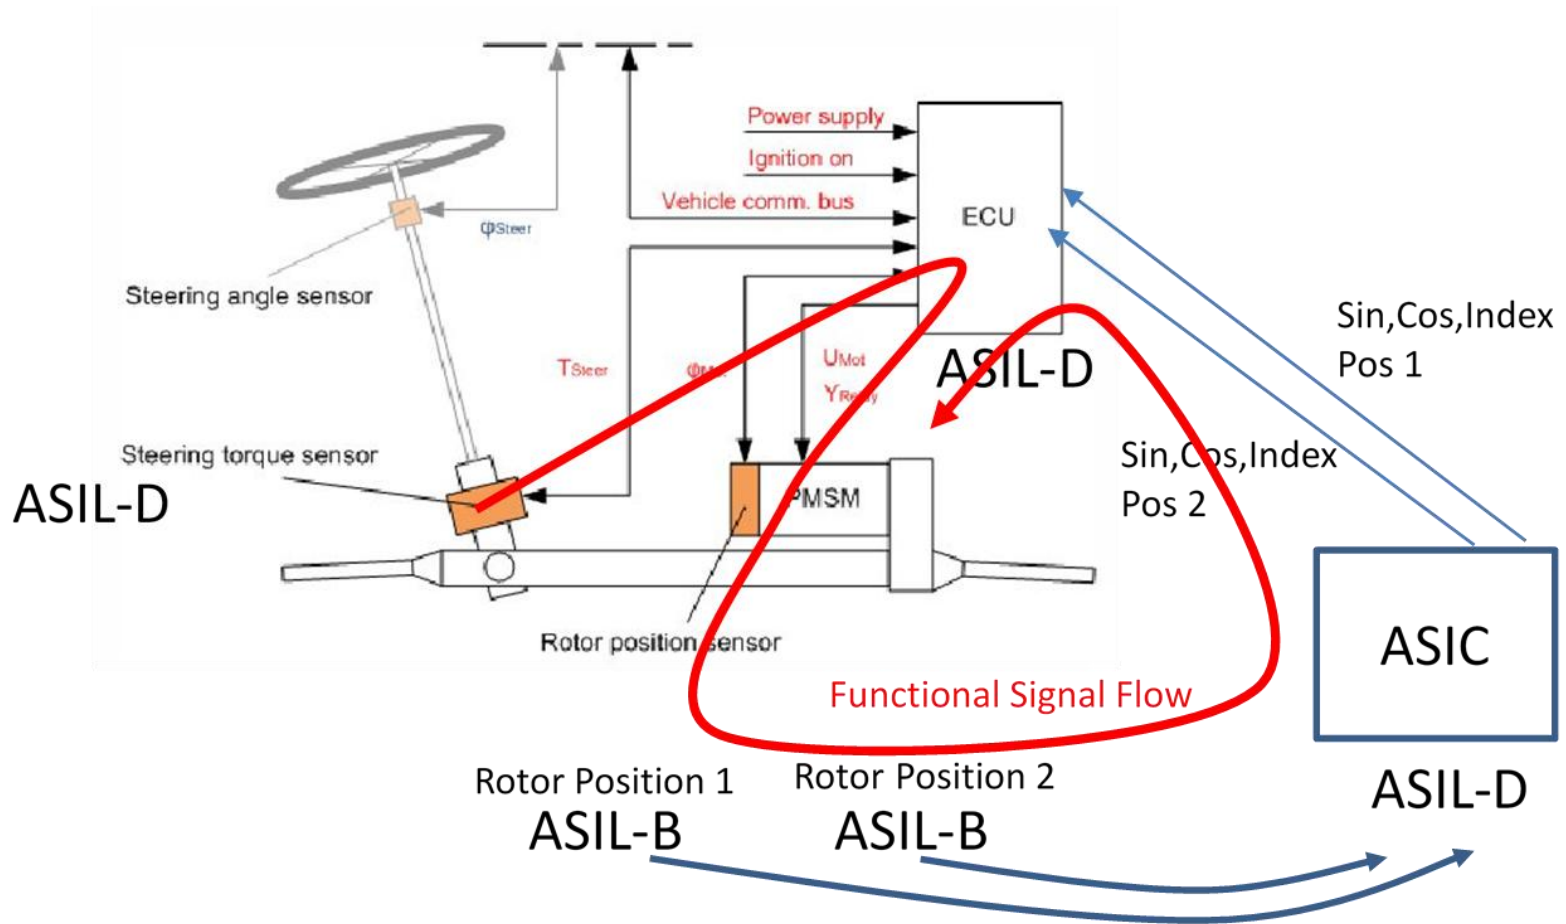 Power supply
Ignition on
Vehicle comm. bus
ECU
φSteer
Steering angle sensor
Sin,Cos,Index
Pos 1
TSteer
UMot
YRelay
ASIL-D
Steering torque sensor
ASIL-D
PMSM
Sin,Cos,Index
Pos 2
Rotor position sensor
ASIC
Functional Signal Flow
Rotor Position 1
ASIL-B
Rotor Position 2
ASIL-B
ASIL-D